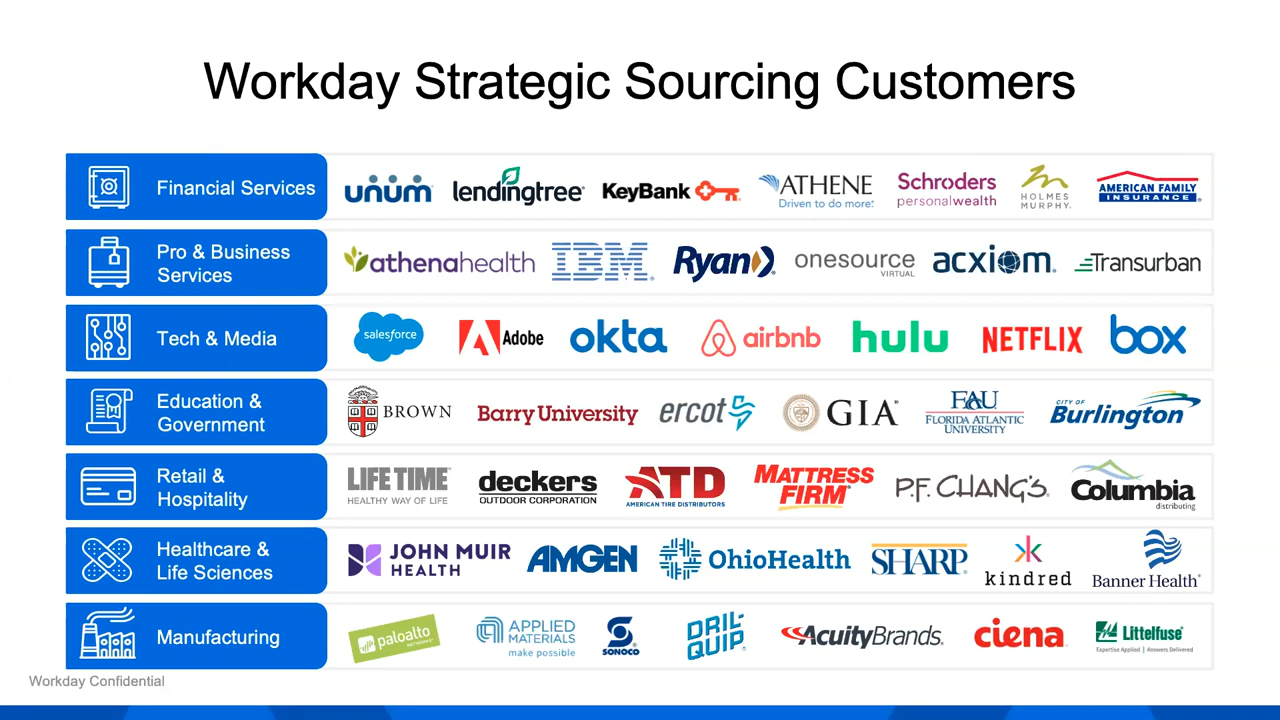 Workday Strategic Sourcing Customers
Financial Services
unum
lendingtree
KeyBank
ATHENE
Driven to do more.
Schroders
personalwealth
HOLMES
MURPHY
AMERICAN FAMILY
INSURANCE
Pro & Business
Services
athenahealth
IBM
Ryan
onesource
VIRTUAL
acxiom
Transurban
Tech & Media
salesforce
Adobe
okta
airbnb
hulu
NETFLIX
box
Education &
Government
BROWN
Barry University
ercot
GIA
FAU
FLORIDA ATLANTIC
UNIVERSITY
CITY OF
Burlington
Retail &
Hospitality
LIFE TIME
HEALTHY WAY OF LIFE
deckers
OUTDOOR CORPORATION
ATD
AMERICAN TIRE DISTRIBUTORS
MATTRESS
FIRM
P.F. CHANG'S
Columbia
distributing
Healthcare &
Life Sciences
JOHN MUIR
HEALTH
AMGEN
OhioHealth
SHARP
kindred
Banner Health
Manufacturing
paloalto
NETWORKS
APPLIED
MATERIALS
make possible
SONOCO
DRIL-
QUIP
AcuityBrands
ciena
Littelfuse
Expertise Applied | Answers Delivered
Workday Confidential